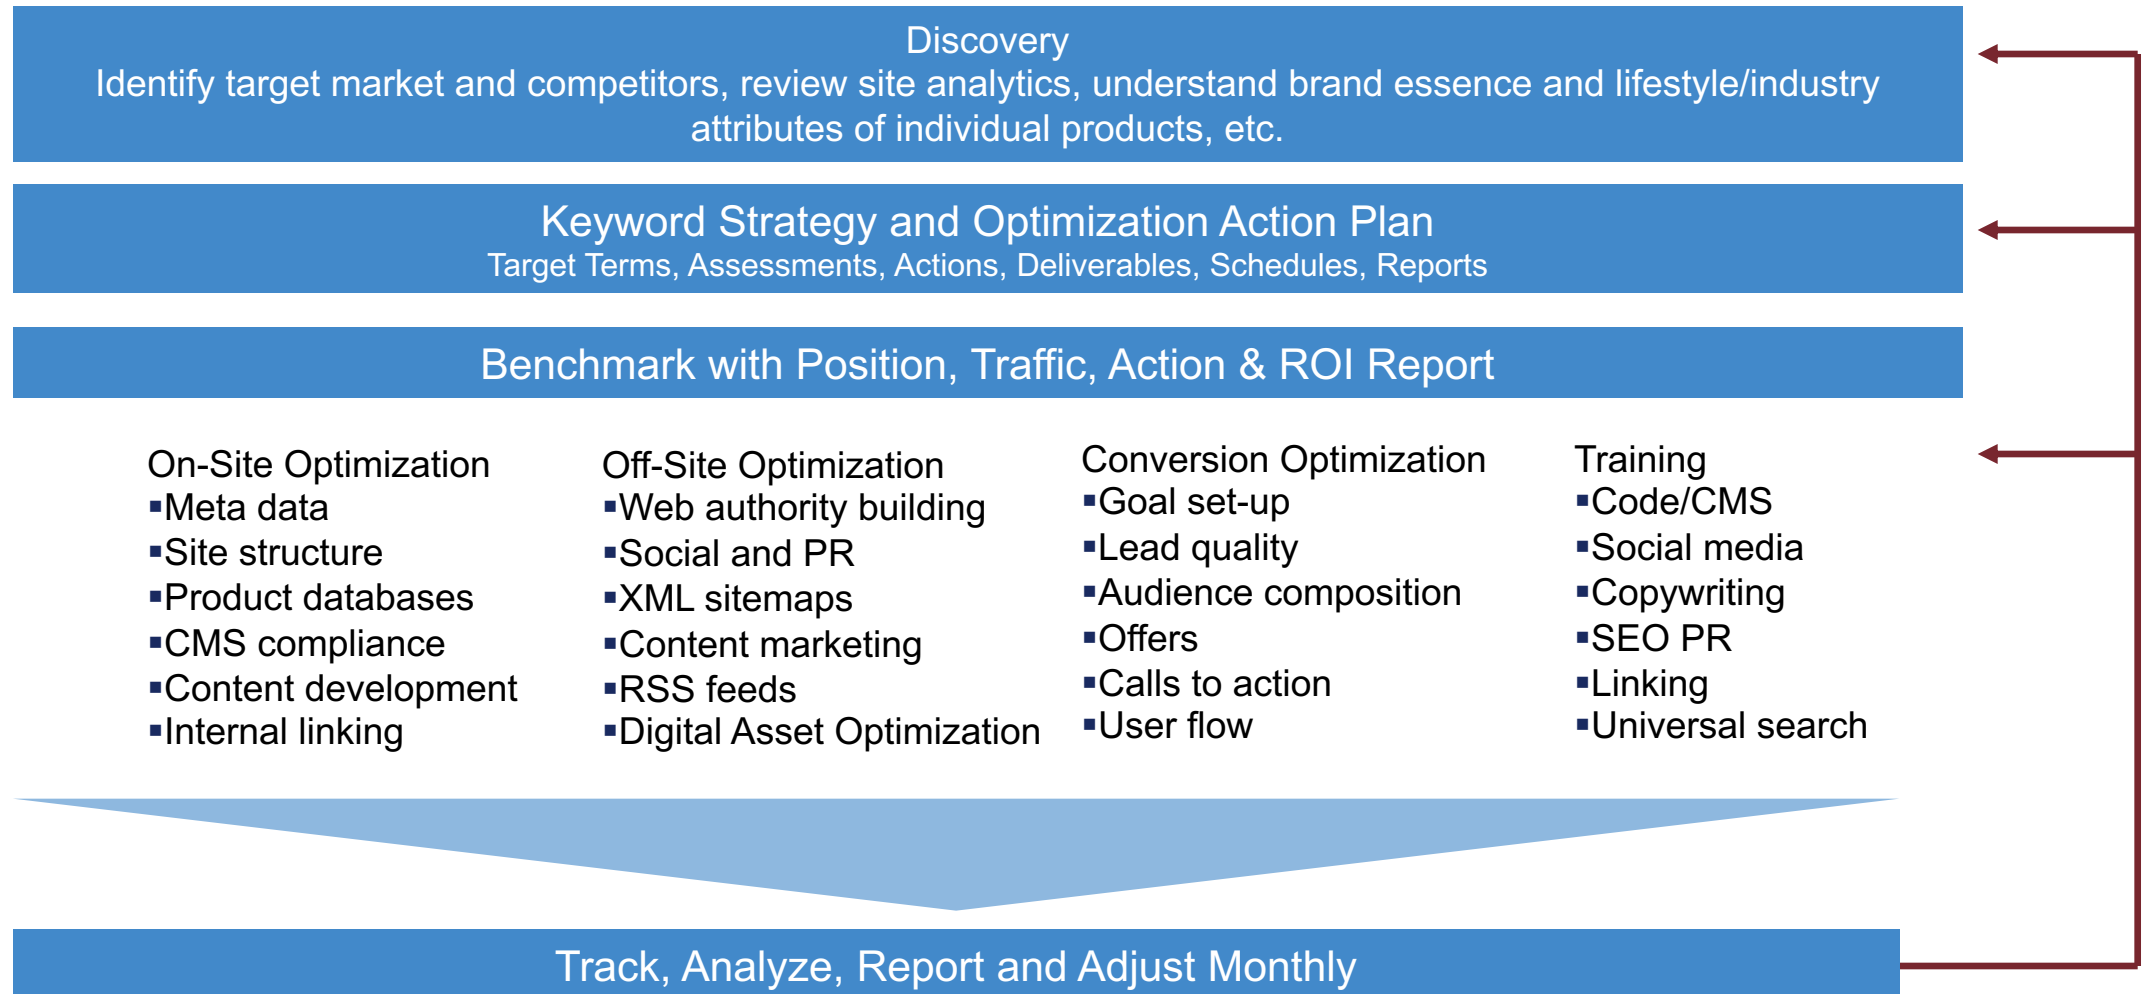 Discovery
Identify target market and competitors, review site analytics, understand brand essence and lifestyle/industry
attributes of individual products, etc.
Keyword Strategy and Optimization Action Plan
Target Terms, Assessments, Actions, Deliverables, Schedules, Reports
Benchmark with Position, Traffic, Action & ROI Report
On-Site Optimization
▪Meta data
▪Site structure
▪Product databases
▪CMS compliance
▪Content development
▪Internal linking
Off-Site Optimization
▪Web authority building
▪Social and PR
▪XML sitemaps
▪Content marketing
▪RSS feeds
▪Digital Asset Optimization
Conversion Optimization
▪Goal set-up
▪Lead quality
▪Audience composition
▪Offers
▪Calls to action
▪User flow
Training
▪Code/CMS
▪Social media
▪Copywriting
▪SEO PR
▪Linking
▪Universal search
Track, Analyze, Report and Adjust Monthly